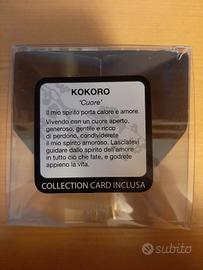 KOKORO
'Cuore'
Il mio spirito porta calore e amore.
Vivendo con un cuore aperto,
generoso, gentile e ricco
di perdono, condividerete
il mio spirito amoroso. Lasciatevi
guidare dallo spirito dell'amore
in tutto ciò che fate, e godrete
appieno la vita.
COLLECTION CARD INCLUSA
subito